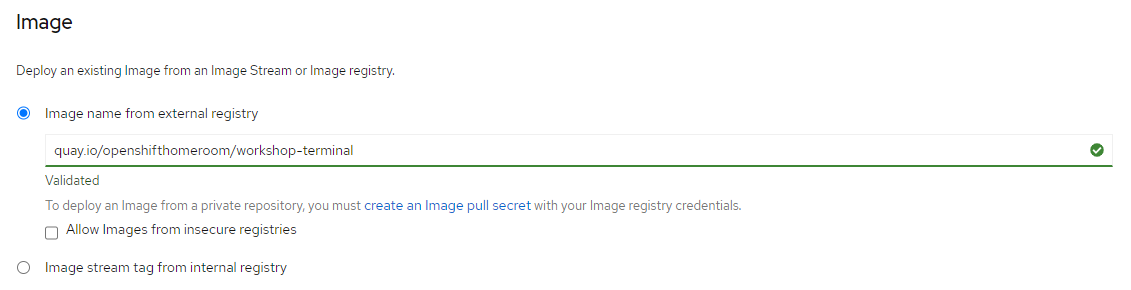 Image
Deploy an existing Image from an Image Stream or Image registry.
Image name from external registry
quay.io/openshifthomeroom/workshop-terminal
Validated
To deploy an Image from a private repository, you must create an Image pull secret with your Image registry credentials.
Allow Images from insecure registries
Image stream tag from internal registry